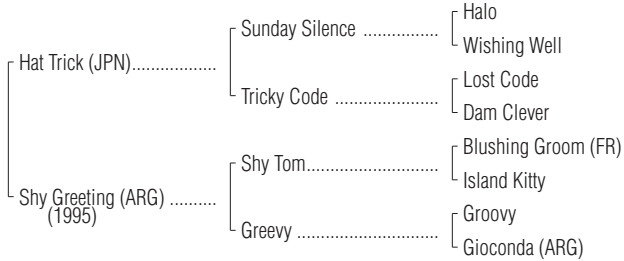 Halo
Sunday Silence ..................
Wishing Well
Hat Trick (JPN)..................
Lost Code
Tricky Code .........................
Dam Clever
Blushing Groom (FR)
Shy Tom................................
Island Kitty
Shy Greeting (ARG) ..........
(1995)
Groovy
Greevy ..................................
Gioconda (ARG)